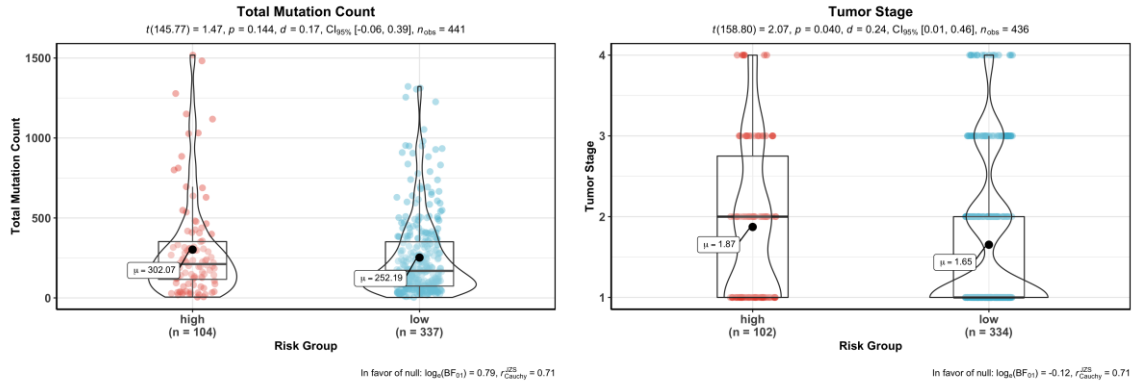 Total Mutation Count
t(145.77) = 1.47, p = 0.144, d = 0.17, CI95% [-0.06, 0.39], nobs = 441
Total Mutation Count
1500
1000
500
0
μ = 302.07
μ = 252.19
high
(n = 104)
low
(n = 337)
Risk Group
In favor of null: loge(BF01) = 0.79, rJZSCauchy = 0.71
Tumor Stage
t(158.80) = 2.07, p = 0.040, d = 0.24, CI95% [0.01, 0.46], nobs = 436
Tumor Stage
4
3
2
1
μ = 1.87
μ = 1.65
high
(n = 102)
low
(n = 334)
Risk Group
In favor of null: loge(BF01) = -0.12, rJZSCauchy = 0.71